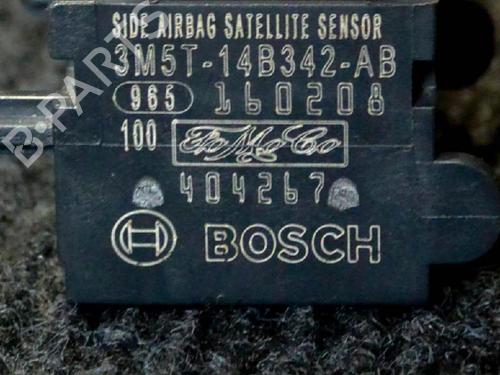 SIDE AIRBAG SATELLITE SENSOR
3M5T-14B342-AB
965 160208
100 FoMoCo
404267
BOSCH
B-PARTS